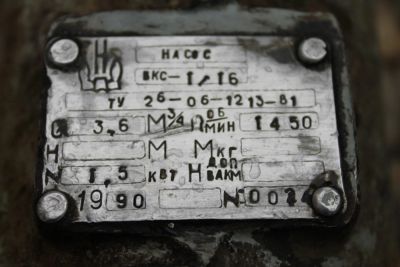 НАСОС
ВКС-1/16
ТУ 26-06-1213-81
Q 3,6 М³/Ч n ОБ/МИН 1450
H М М КГ
N 1,5 КВТ H ДОП ВАКМ
1990 N 0024